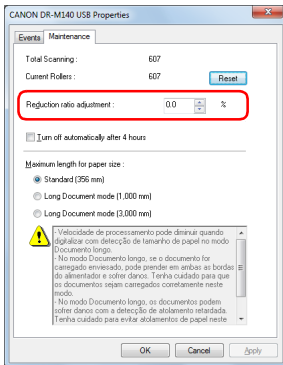 CANON DR-M140 USB Properties
Events
Maintenance
Total Scanning: 607
Current Rollers: 607 Reset
Reduction ratio adjustment : 0.0 %
Turn off automatically after 4 hours
Maximum length for paper size :
Standard (356 mm)
Long Document mode (1,000 mm)
Long Document mode (3,000 mm)
- Velocidade de processamento pode diminuir quando
digitalizar com detecção de tamanho de papel no modo
Documento longo.
- No modo Documento longo, se o documento for
carregado enviesado, pode prender em ambas as bordas
do alimentador e sofrer danos. Tenha cuidado para que
os documentos sejam carregados corretamente neste
modo.
- No modo Documento longo, os documentos podem
sofrer danos com a detecção de atolamento retardada.
Tenha cuidado para evitar atolamentos de papel neste
OK Cancel Apply